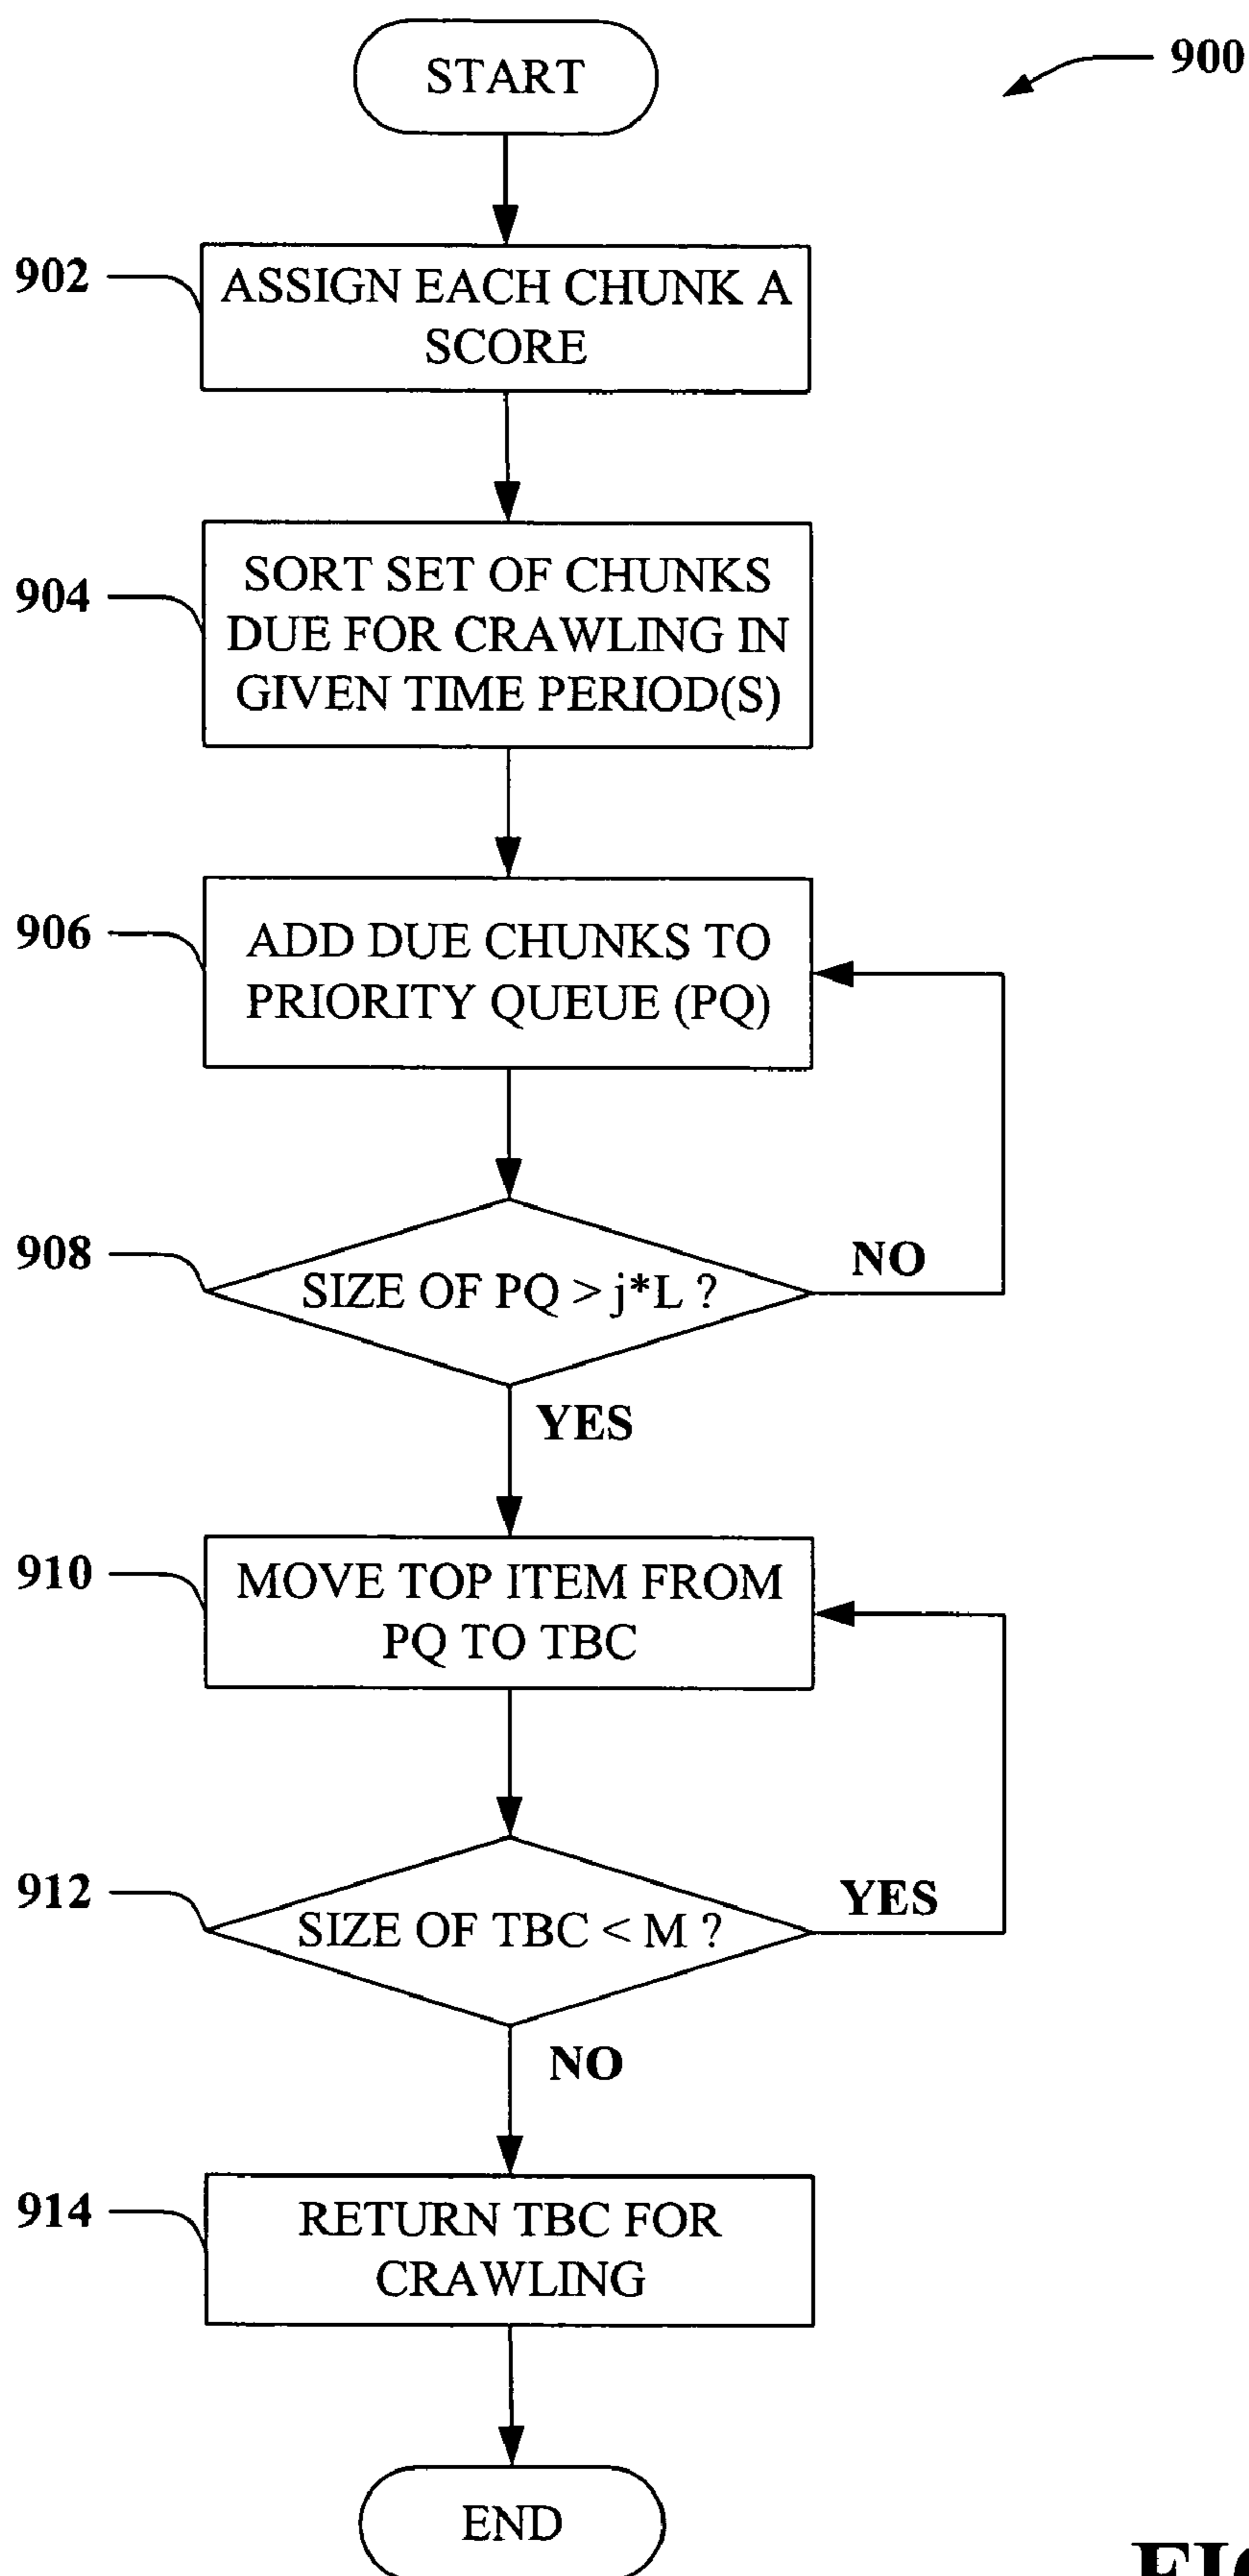 START
900
902
ASSIGN EACH CHUNK A
SCORE
904
SORT SET OF CHUNKS
DUE FOR CRAWLING IN
GIVEN TIME PERIOD(S)
906
ADD DUE CHUNKS TO
PRIORITY QUEUE (PQ)
908
SIZE OF PQ > j*L ?
NO
YES
910
MOVE TOP ITEM FROM
PQ TO TBC
912
SIZE OF TBC < M ?
YES
NO
914
RETURN TBC FOR
CRAWLING
END